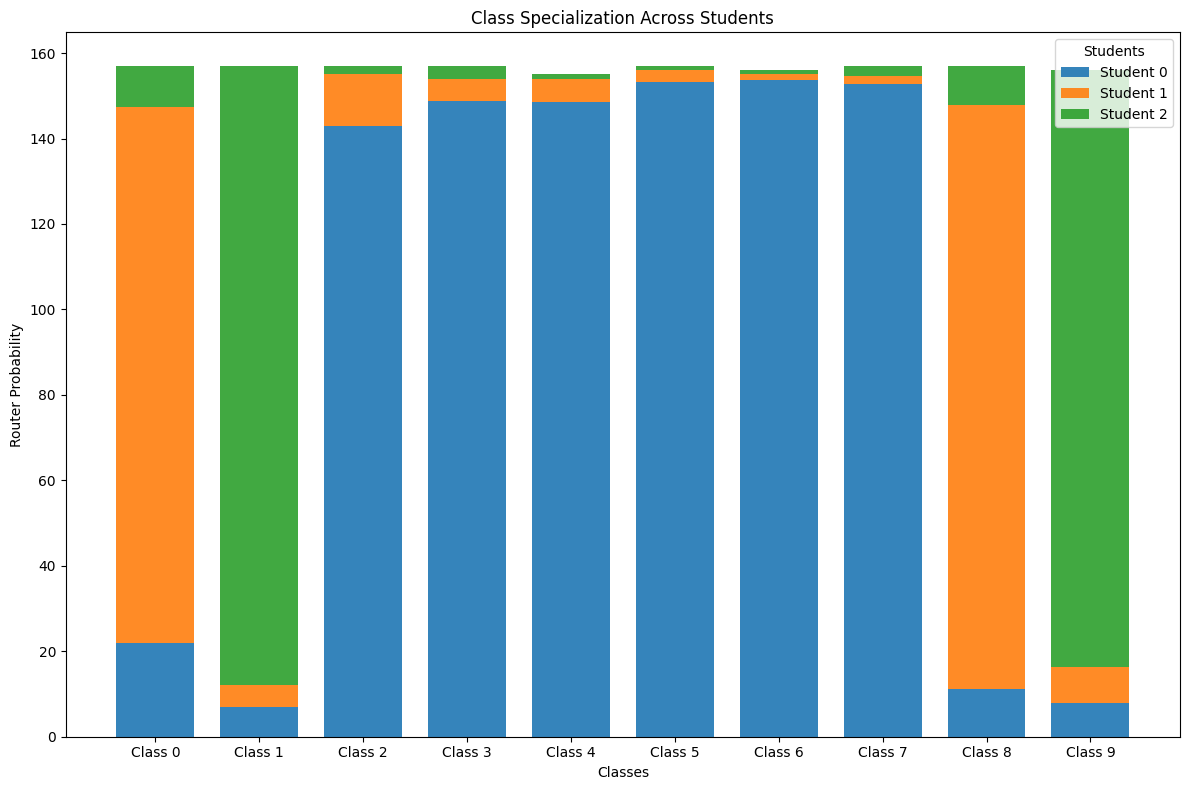 Class Specialization Across Students
Router Probability
160
140
120
100
80
60
40
20
0
Students
Student 0
Student 1
Student 2
Class 0
Class 1
Class 2
Class 3
Class 4
Class 5
Class 6
Class 7
Class 8
Class 9
Classes